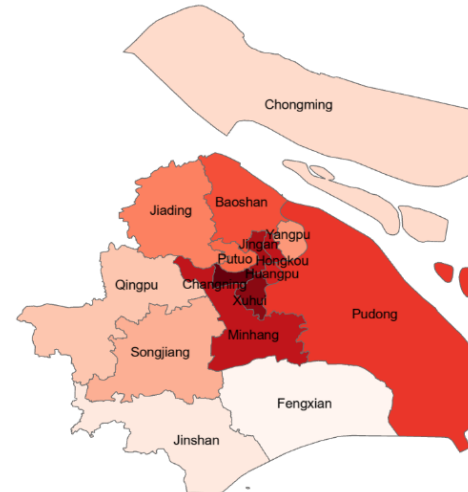 Chongming
Jiading
Baoshan
Yangpu
Jingan
Putuo
Hongkou
Huangpu
Qingpu
Changning
Xuhui
Pudong
Minhang
Songjiang
Fengxian
Jinshan